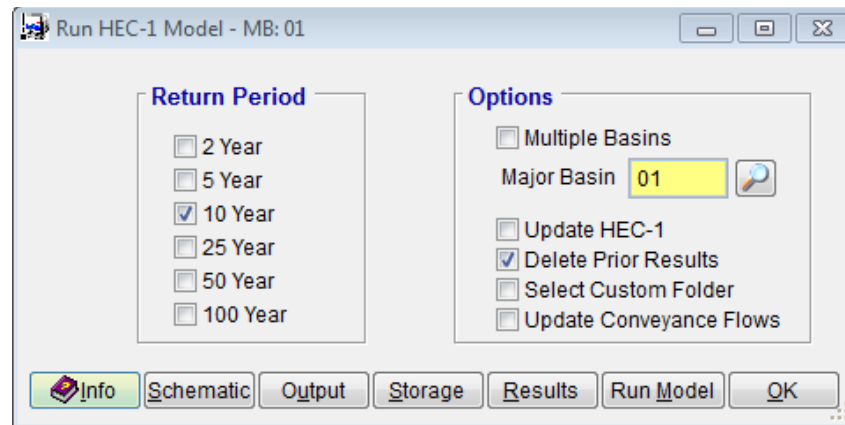 Run HEC-1 Model - MB: 01
Return Period
2 Year
5 Year
10 Year
25 Year
50 Year
100 Year
Options
Multiple Basins
Major Basin 01
Update HEC-1
Delete Prior Results
Select Custom Folder
Update Conveyance Flows
Info Schematic Output Storage Results Run Model OK